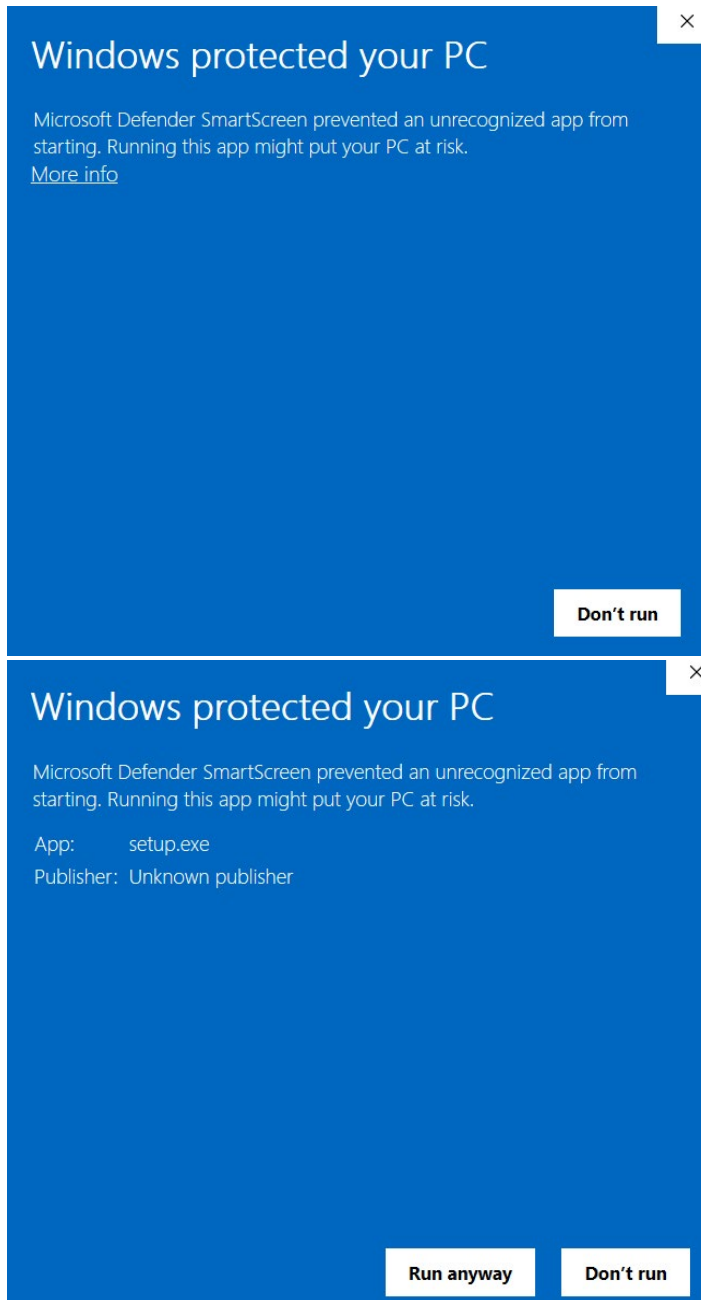 Windows protected your PC
Microsoft Defender SmartScreen prevented an unrecognized app from
starting. Running this app might put your PC at risk.
More info
Don't run
Windows protected your PC
Microsoft Defender SmartScreen prevented an unrecognized app from
starting. Running this app might put your PC at risk.
App: setup.exe
Publisher: Unknown publisher
Run anyway Don't run